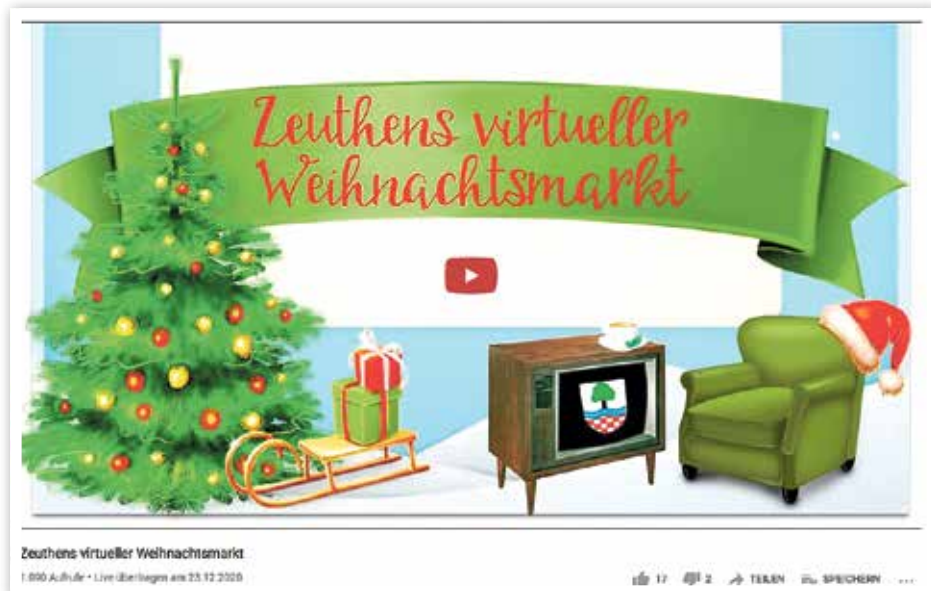 Zeuthens virtueller
Weihnachtsmarkt
Zeuthens virtueller Weihnachtsmarkt
1.090 Aufrufe • Live übertragen am 23.12.2020
17 2 TEILEN SPEICHERN ...